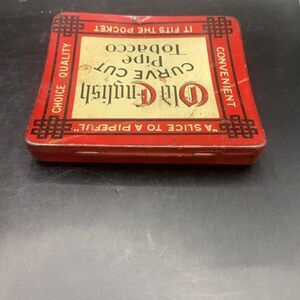 "A SLICE TO A PIPEFUL"
CONVENIENT
Old English
CURVE CUT
Pipe
Tobacco
CHOICE QUALITY
IT FITS THE POCKET